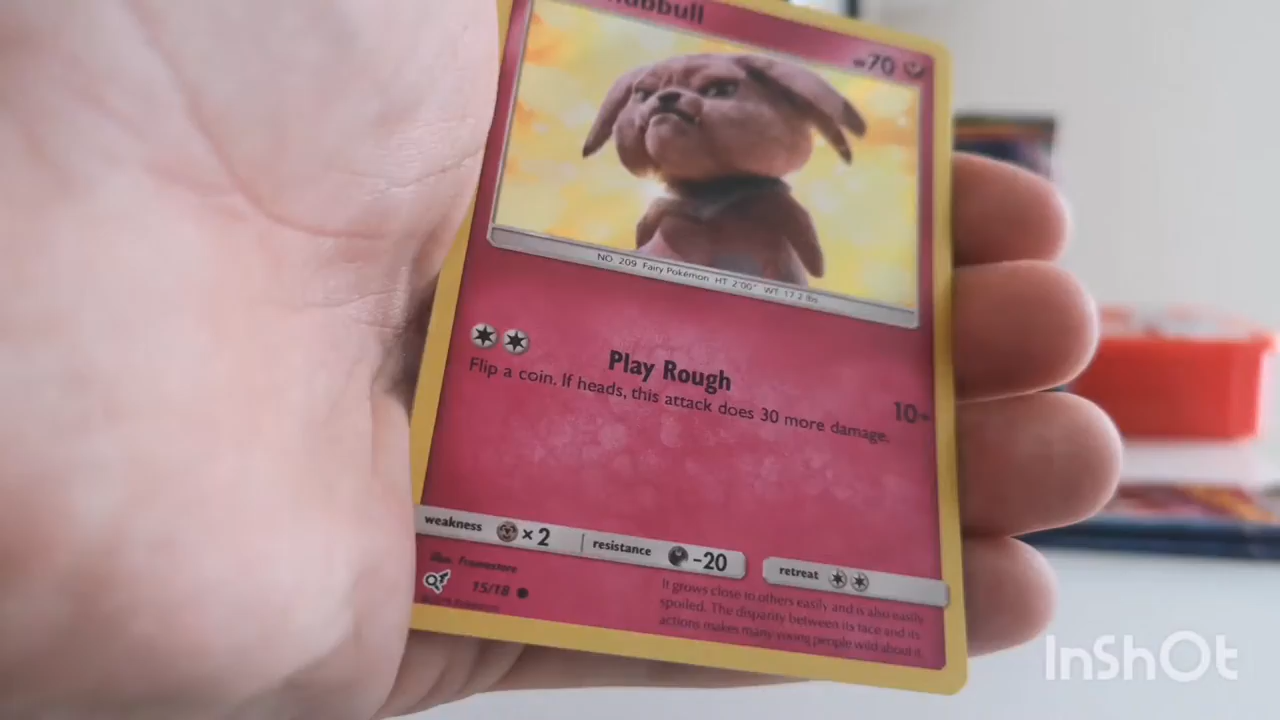 70
NO 209 Fairy Pokémon HT 2'00" WT 17.2 lbs
Play Rough
10+
Flip a coin. If heads, this attack does 30 more damage.
weakness ×2 resistance -20 retreat
illus. Framestore
15/18
It grows close to others easily and is also easily
spoiled. The disparity between its face and its
actions makes many young people wild about it.
InShOt